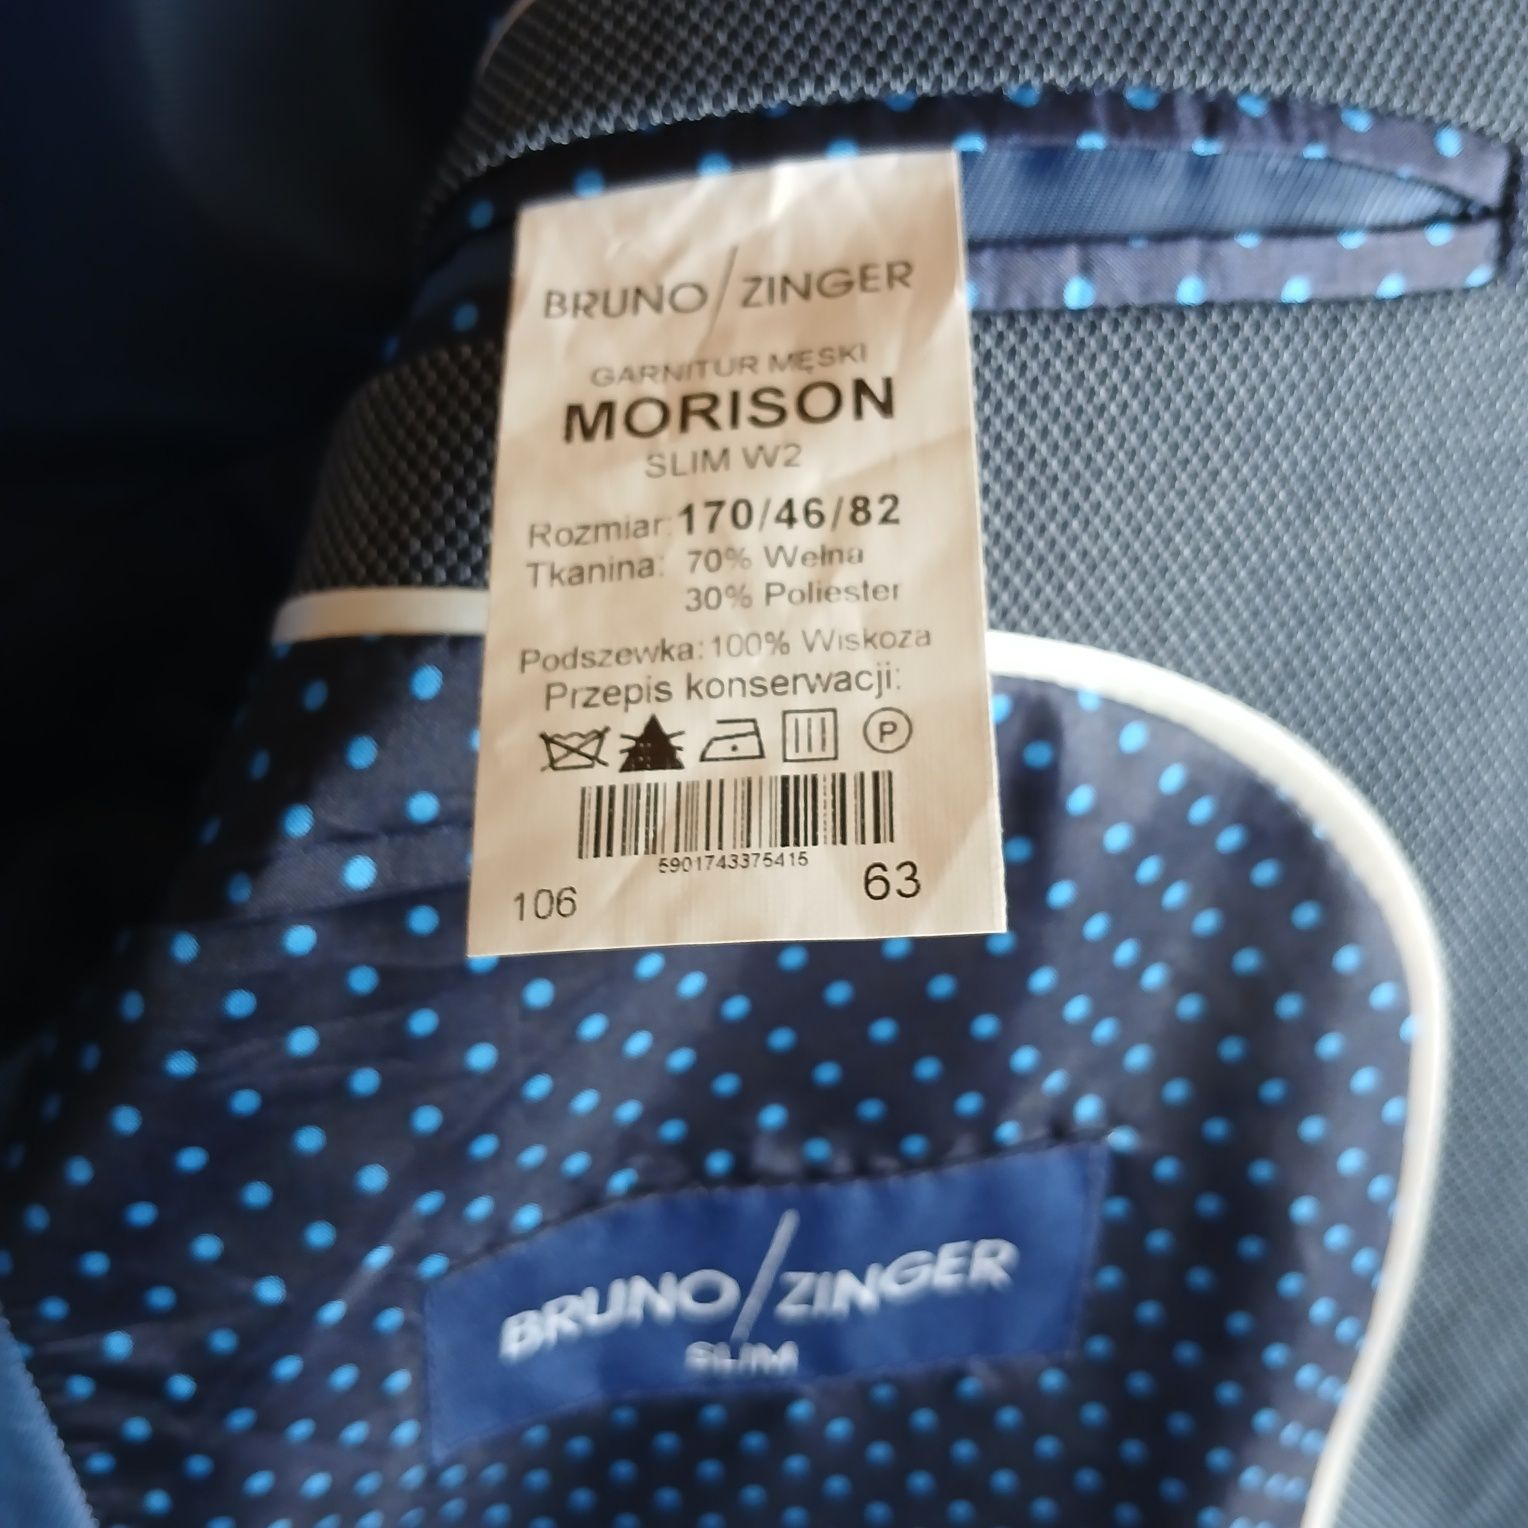 BRUNO/ZINGER
GARNITUR MĘSKI
MORISON
SLIM W2
Rozmiar: 170/46/82
Tkanina: 70% Wełna
30% Poliester
Podszewka: 100% Wiskoza
Przepis konserwacji:
P
5901743375415
106 63
BRUNO/ZINGER
SLIM